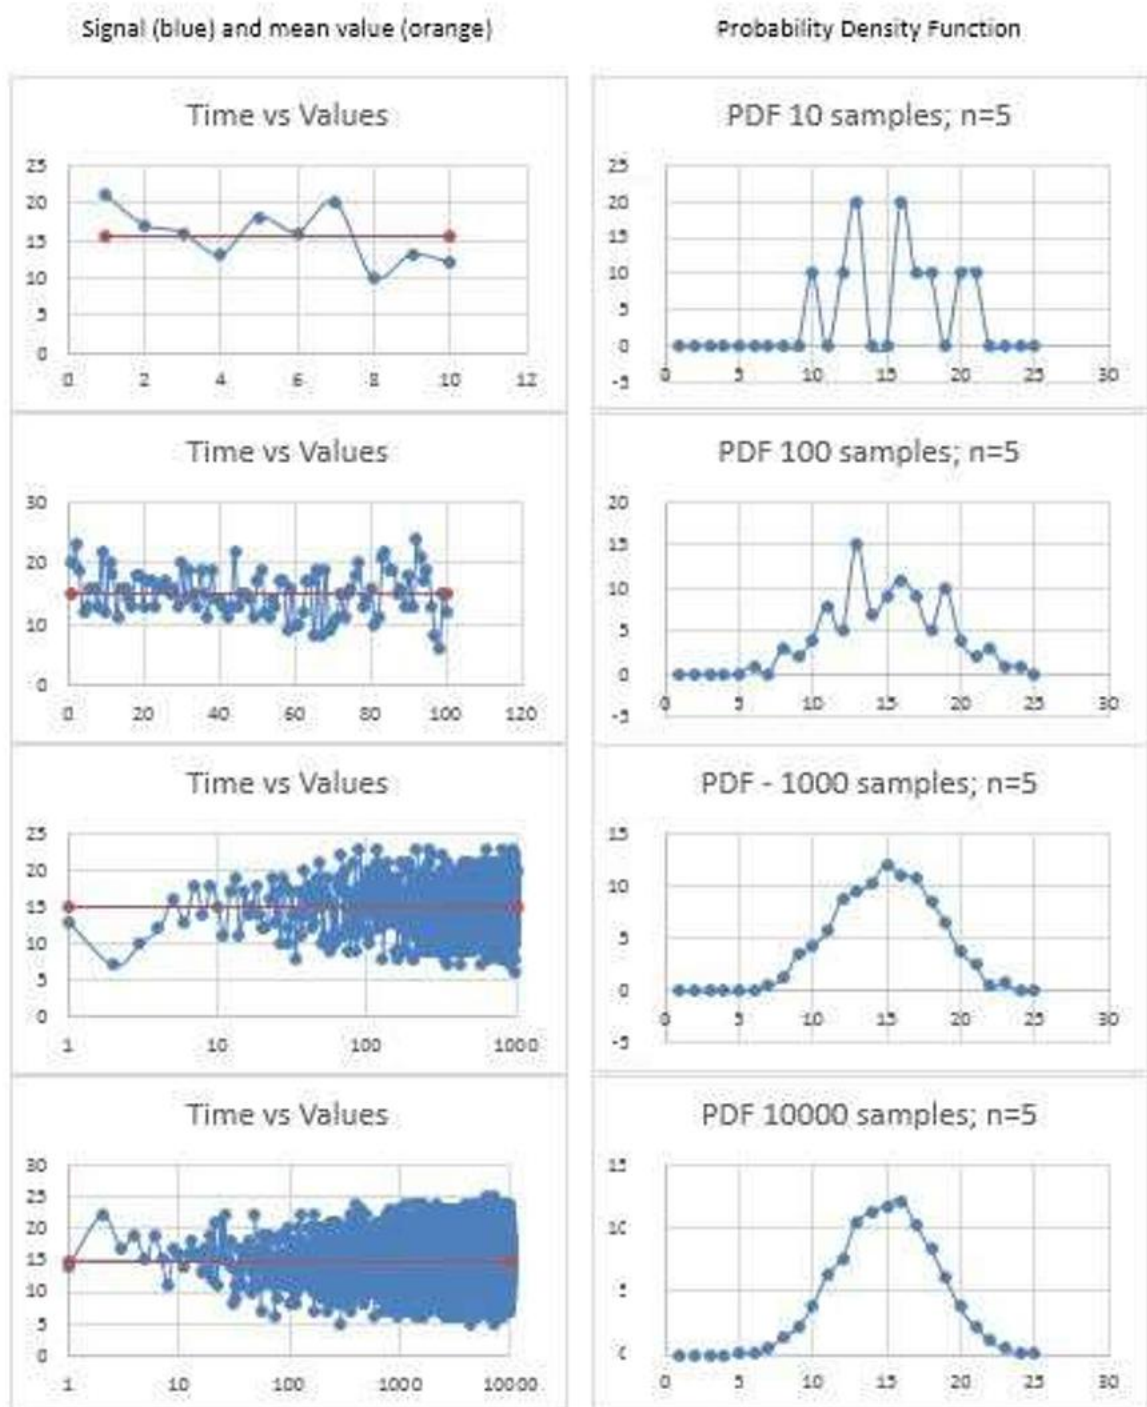 Signal (blue) and mean value (orange)
Probability Density Function
Time vs Values
25
20
15
10
5
0
0 2 4 6 8 10 12
PDF 10 samples; n=5
25
20
15
10
5
0
-5
0 5 10 15 20 25 30
Time vs Values
30
20
10
0
0 20 40 60 80 100 120
PDF 100 samples; n=5
20
15
10
5
0
-5
0 5 10 15 20 25 30
Time vs Values
25
20
15
10
5
0
1 10 100 1000
PDF - 1000 samples; n=5
15
10
5
0
-5
0 5 10 15 20 25 30
Time vs Values
30
25
20
15
10
5
0
1 10 100 1000 10000
PDF 10000 samples; n=5
15
10
5
0
0 5 10 15 20 25 30